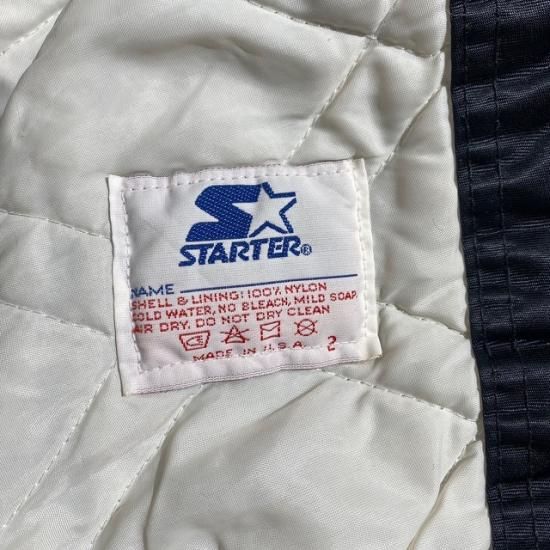 STARTER®
NAME
SHELL & LINING: 100% NYLON
COLD WATER, NO BLEACH, MILD SOAP
AIR DRY. DO NOT DRY CLEAN
MADE IN U.S.A. 2